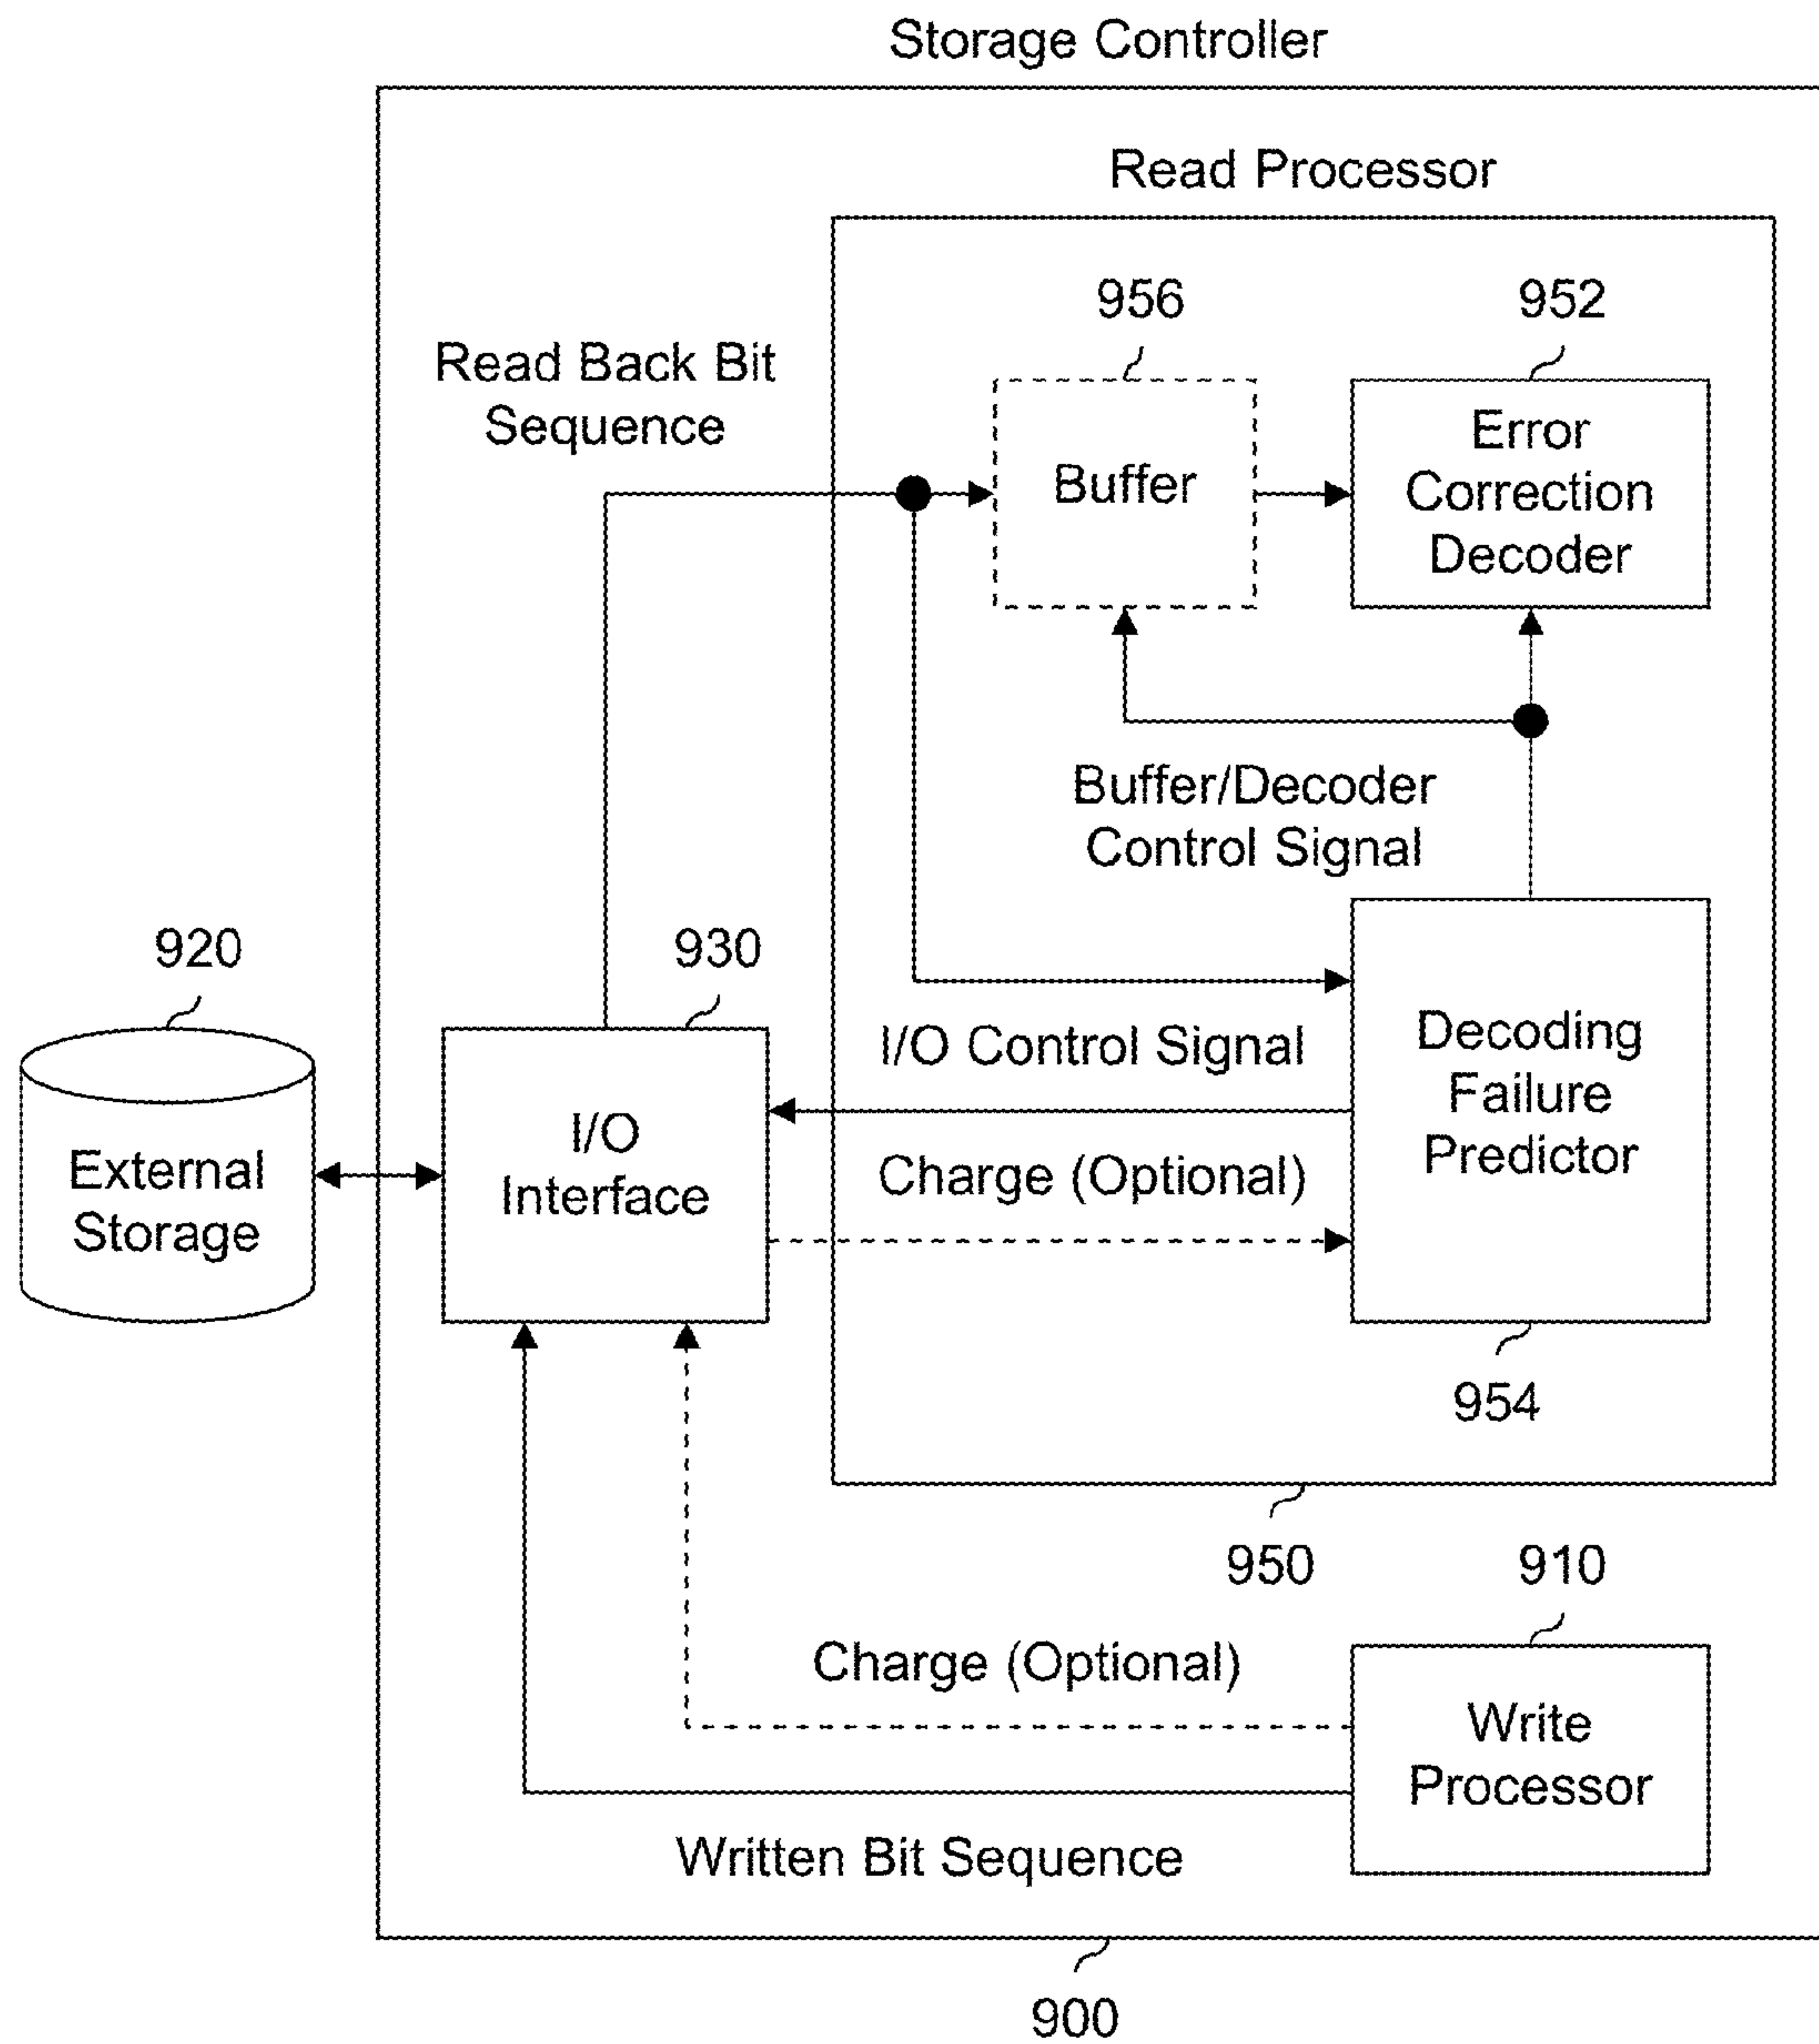 Storage Controller
Read Processor
956
952
Read Back Bit
Sequence
Buffer
Error
Correction
Decoder
Buffer/Decoder
Control Signal
920
930
External
Storage
I/O
Interface
I/O Control Signal
Charge (Optional)
Decoding
Failure
Predictor
954
950
910
Charge (Optional)
Write
Processor
Written Bit Sequence
900